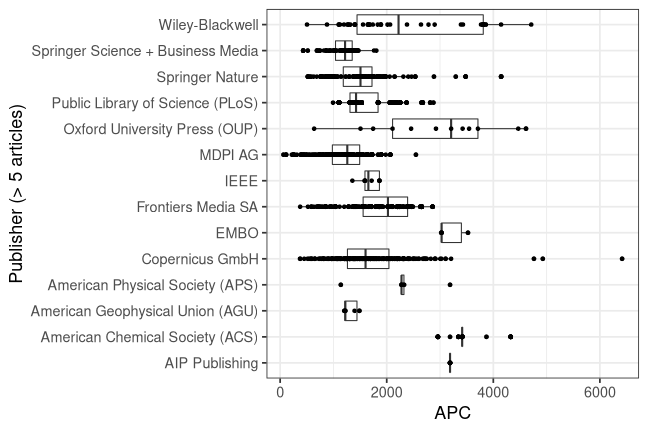 Publisher (> 5 articles)
Wiley-Blackwell
Springer Science + Business Media
Springer Nature
Public Library of Science (PLoS)
Oxford University Press (OUP)
MDPI AG
IEEE
Frontiers Media SA
EMBO
Copernicus GmbH
American Physical Society (APS)
American Geophysical Union (AGU)
American Chemical Society (ACS)
AIP Publishing
0 2000 4000 6000
APC